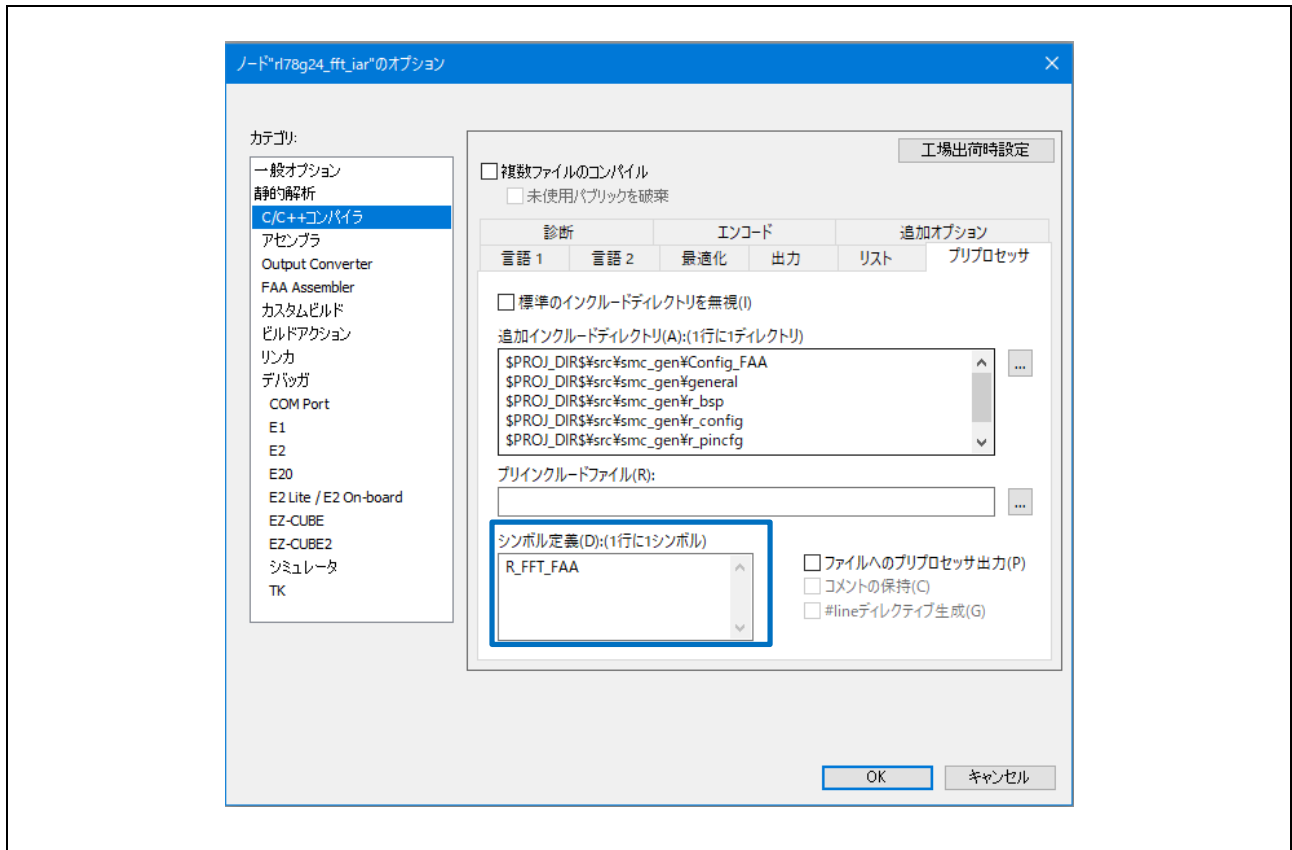 ノード"rl78g24_fft_iar"のオプション
カテゴリ:
一般オプション
静的解析
C/C++コンパイラ
アセンブラ
Output Converter
FAA Assembler
カスタムビルド
ビルドアクション
リンカ
デバッガ
COM Port
E1
E2
E20
E2 Lite / E2 On-board
EZ-CUBE
EZ-CUBE2
シミュレータ
TK
工場出荷時設定
複数ファイルのコンパイル
未使用パブリックを破棄
診断 エンコード 追加オプション
言語 1 言語 2 最適化 出力 リスト プリプロセッサ
標準のインクルードディレクトリを無視(I)
追加インクルードディレクトリ(A):(1行に1ディレクトリ)
$PROJ_DIR$¥src¥smc_gen¥Config_FAA
$PROJ_DIR$¥src¥smc_gen¥general
$PROJ_DIR$¥src¥smc_gen¥r_bsp
$PROJ_DIR$¥src¥smc_gen¥r_config
$PROJ_DIR$¥src¥smc_gen¥r_pincfg
...
プリインクルードファイル(R):
...
シンボル定義(D):(1行に1シンボル)
R_FFT_FAA
ファイルへのプリプロセッサ出力(P)
コメントの保持(C)
#lineディレクティブ生成(G)
OK キャンセル